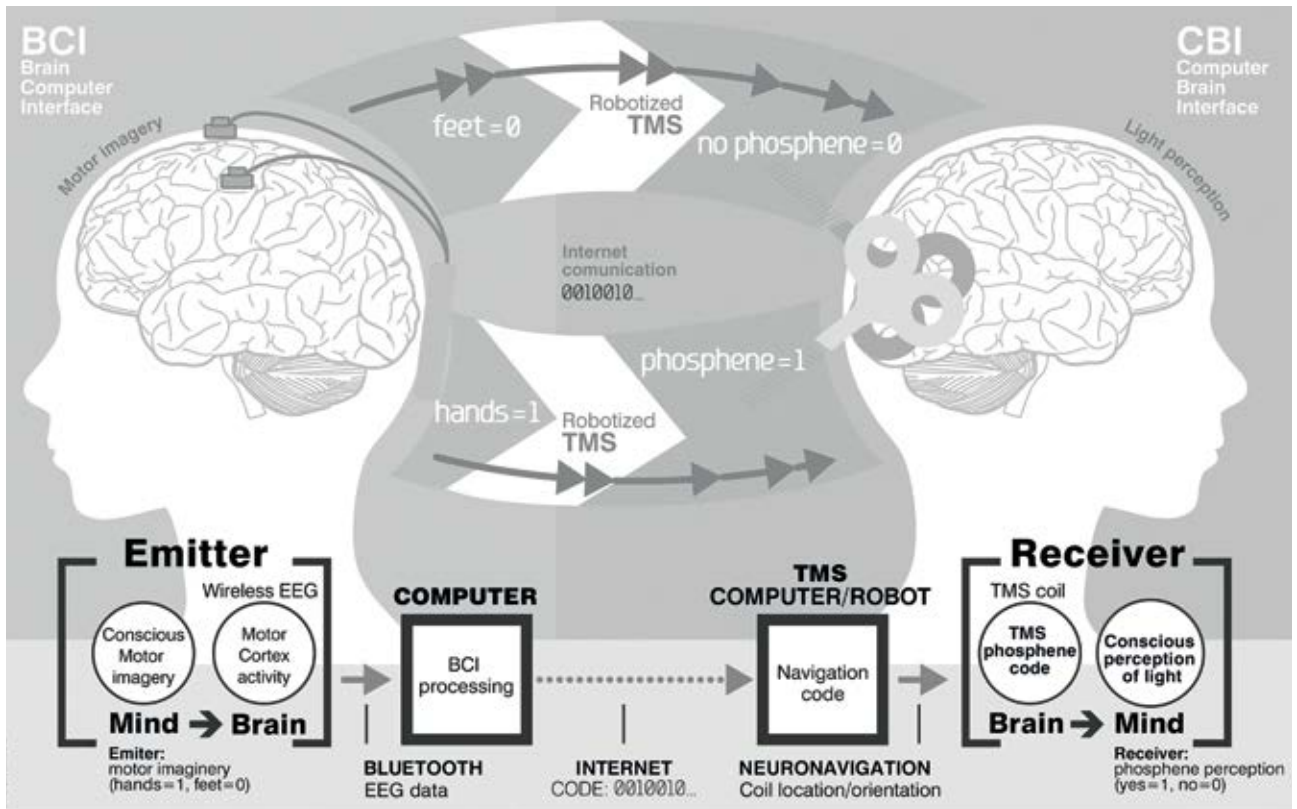 BCI
Brain
Computer
Interface
CBI
Computer
Brain
Interface
Motor imagery
feet=0
Robotized
TMS
no phosphene=0
Light perception
Internet
comunication
0010010...
phosphene=1
hands=1
Robotized
TMS
Emitter
Wireless EEG
Conscious
Motor
imagery
Motor
Cortex
activity
Mind
Brain
Emiter:
motor imaginery
(hands=1, feet=0)
COMPUTER
BCI
processing
BLUETOOTH
EEG data
INTERNET
CODE: 0010010...
TMS
COMPUTER/ROBOT
Navigation
code
NEURONAVIGATION
Coil location/orientation
Receiver
TMS coil
TMS
phosphene
code
Conscious
perception
of light
Brain
Mind
Receiver:
phosphene perception
(yes=1, no=0)